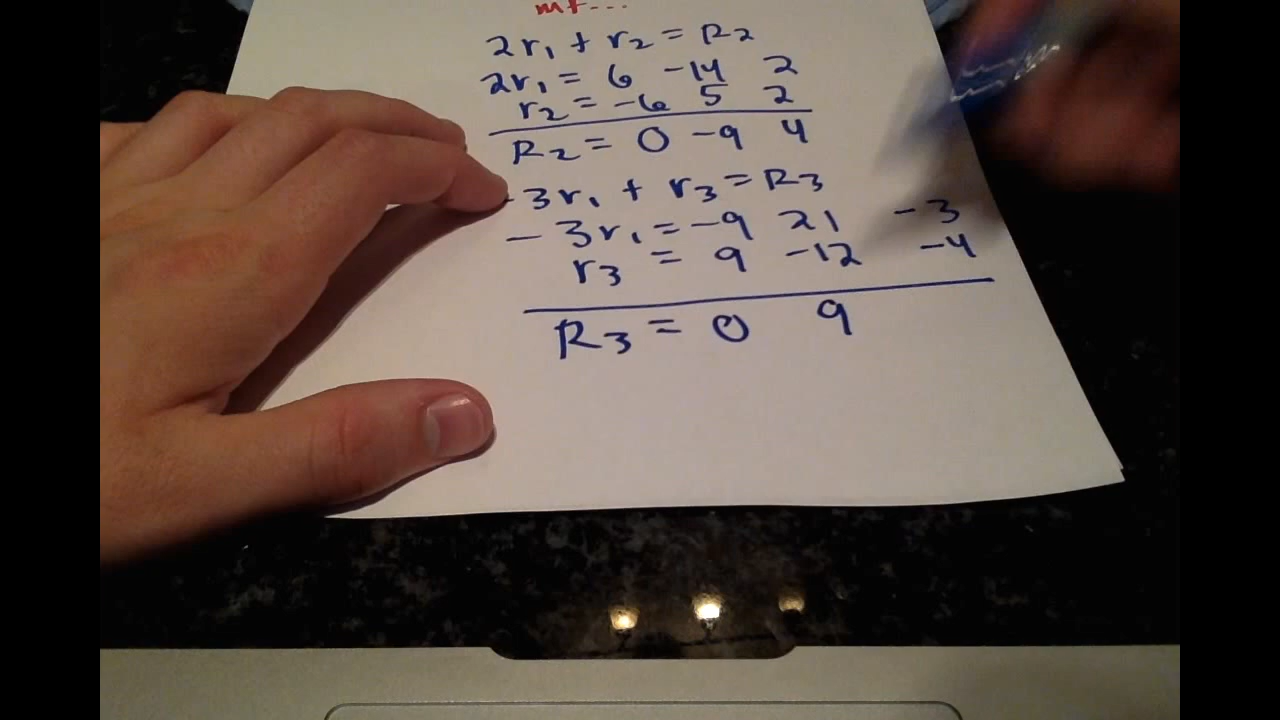 mt...
2r₁ + r₂ = R₂
2r₁ = 6 -14 2
r₂ = -6 5 2
R₂ = 0 -9 4
-3r₁ + r₃ = R₃
-3r₁ = -9 21 -3
r₃ = 9 -12 -4
R₃ = 0 9